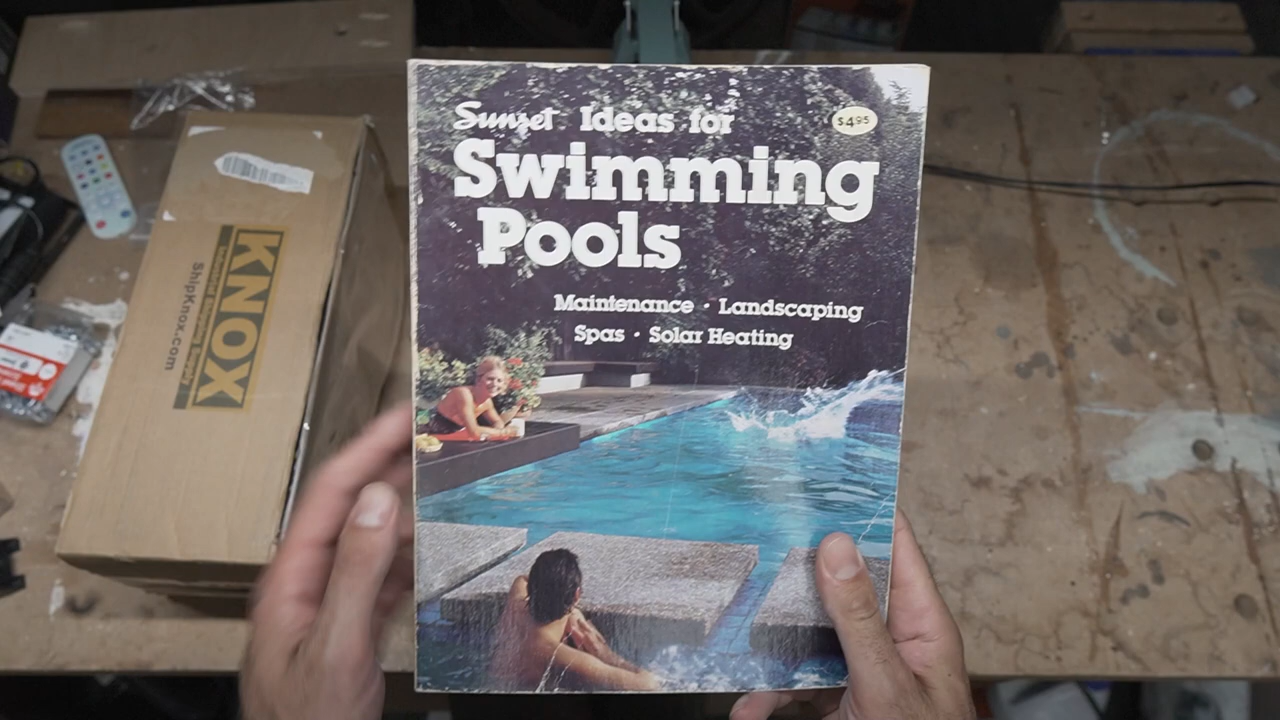 Sunset Ideas for
$4.95
Swimming
Pools
Maintenance · Landscaping
Spas · Solar Heating
KNOX
ShipKnox.com